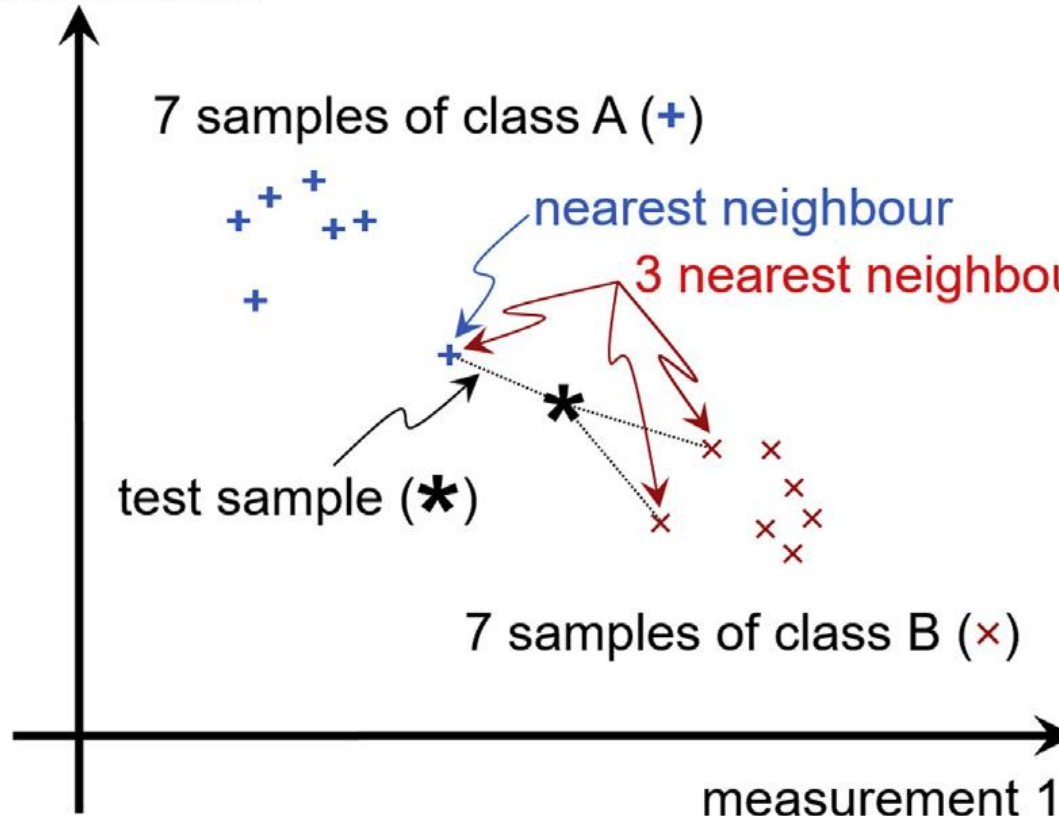 7 samples of class A (+)
nearest neighbour
3 nearest neighbou
test sample (*)
7 samples of class B (×)
measurement 1